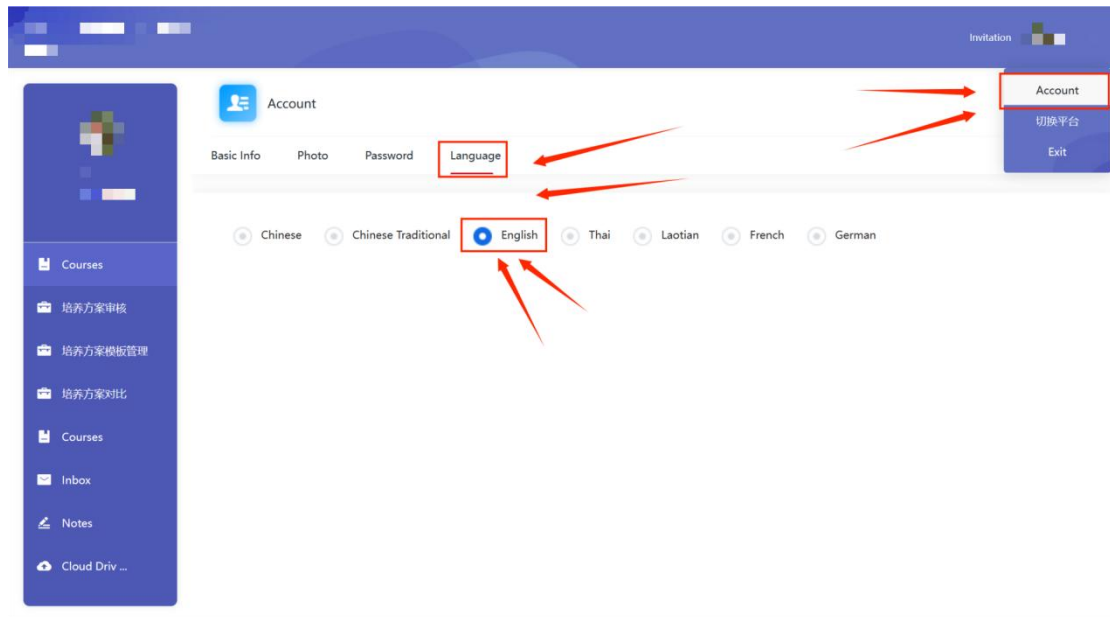 Invitation
Account
切换平台
Exit
Account
Basic Info Photo Password Language
Chinese Chinese Traditional English Thai Laotian French German
Courses
培养方案审核
培养方案模板管理
培养方案对比
Courses
Inbox
Notes
Cloud Driv ...